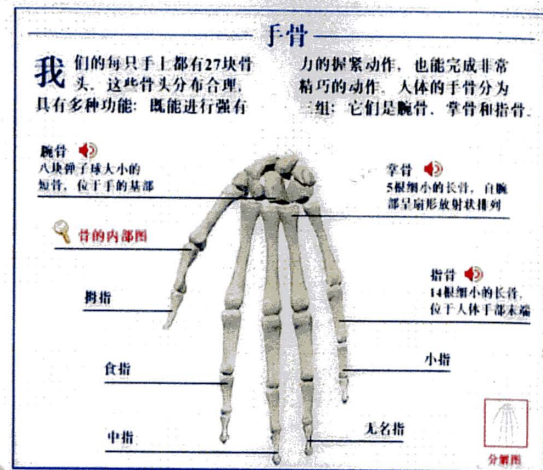 手骨
我们的每只手上都有27块骨
头。这些骨头分布合理，
具有多种功能：既能进行强有
力的握紧动作，也能完成非常
精巧的动作。人体的手骨分为
三组：它们是腕骨、掌骨和指骨。
腕骨
八块弹子球大小的
短骨，位于手的基部
掌骨
5根细小的长骨，自腕
部呈扇形放射状排列
骨的内部图
指骨
14根细小的长骨，
位于人体手部末端
拇指
食指
小指
中指
无名指
分解图